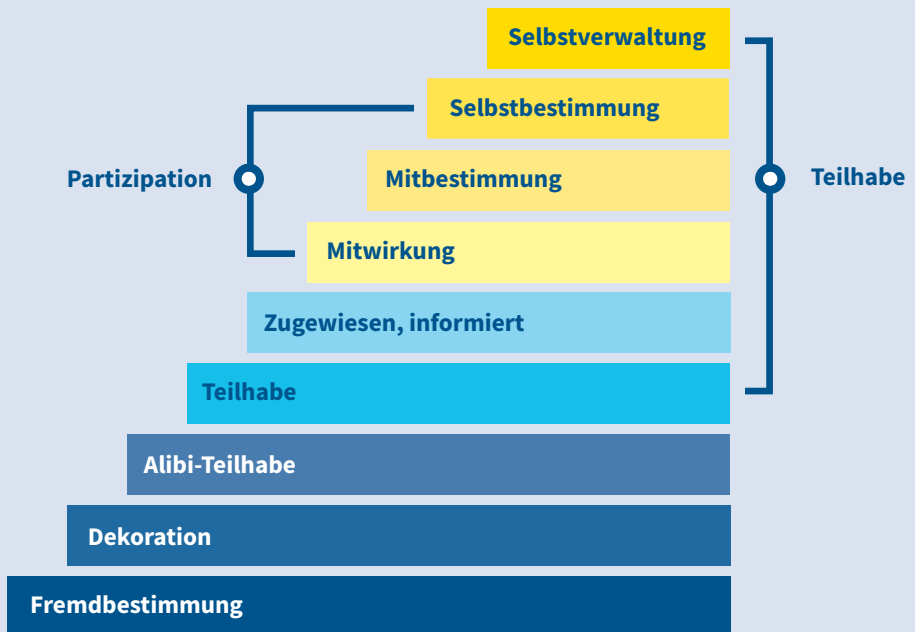 Selbstverwaltung
Selbstbestimmung
Partizipation
Mitbestimmung
Teilhabe
Mitwirkung
Zugewiesen, informiert
Teilhabe
Alibi-Teilhabe
Dekoration
Fremdbestimmung